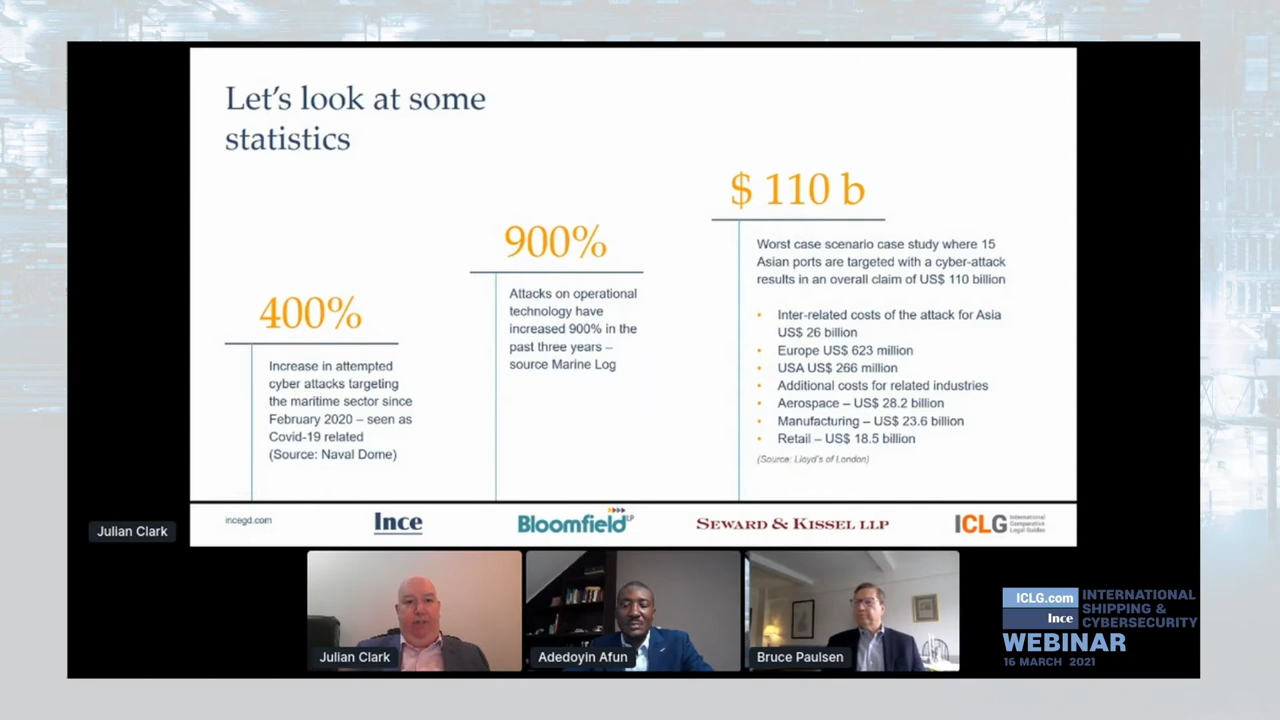 Let's look at some
statistics
400%
Increase in attempted
cyber attacks targeting
the maritime sector since
February 2020 – seen as
Covid-19 related
(Source: Naval Dome)
900%
Attacks on operational
technology have
increased 900% in the
past three years –
source Marine Log
$ 110 b
Worst case scenario case study where 15
Asian ports are targeted with a cyber-attack
results in an overall claim of US$ 110 billion
• Inter-related costs of the attack for Asia
US$ 26 billion
• Europe US$ 623 million
• USA US$ 266 million
• Additional costs for related industries
• Aerospace – US$ 28.2 billion
• Manufacturing – US$ 23.6 billion
• Retail – US$ 18.5 billion
(Source: Lloyd's of London)
incegd.com
Ince
Bloomfield LP
SEWARD & KISSEL LLP
ICLG
International
Comparative
Legal Guides
Julian Clark
Julian Clark
Adedoyin Afun
Bruce Paulsen
ICLG.com
Ince
INTERNATIONAL
SHIPPING &
CYBERSECURITY
WEBINAR
16 MARCH 2021